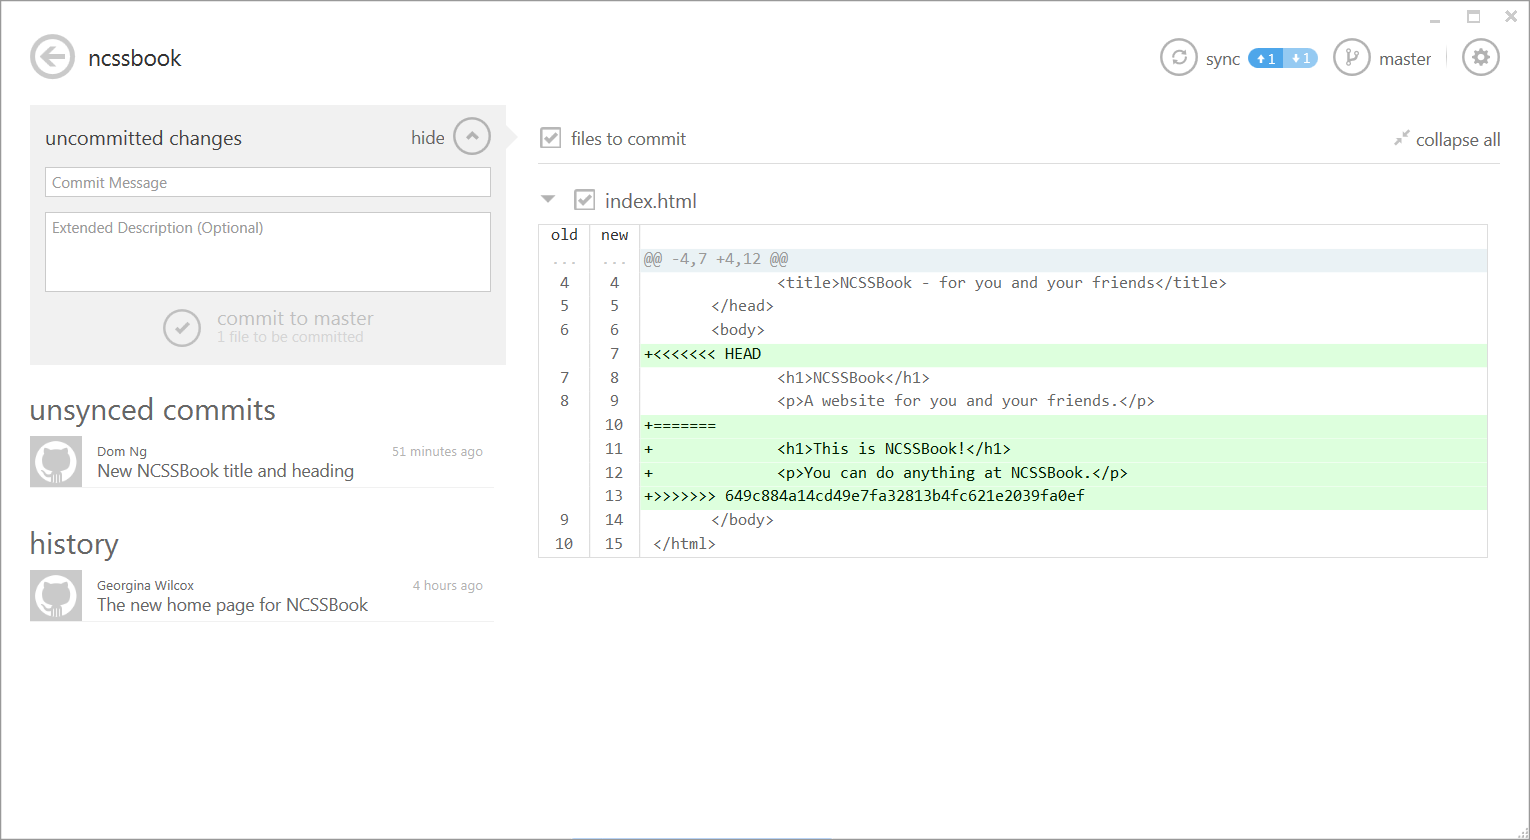 ncssbook
sync 1 1 master
uncommitted changes hide
Commit Message
Extended Description (Optional)
commit to master
1 file to be committed
unsynced commits
Dom Ng 51 minutes ago
New NCSSBook title and heading
history
Georgina Wilcox 4 hours ago
The new home page for NCSSBook
files to commit collapse all
index.html
old new
... ... @@ -4,7 +4,12 @@
4 4 <title>NCSSBook - for you and your friends</title>
5 5 </head>
6 6 <body>
7 +<<<<<<< HEAD
7 8 <h1>NCSSBook</h1>
8 9 <p>A website for you and your friends.</p>
10 +=======
11 + <h1>This is NCSSBook!</h1>
12 + <p>You can do anything at NCSSBook.</p>
13 +>>>>>>> 649c884a14cd49e7fa32813b4fc621e2039fa0ef
9 14 </body>
10 15 </html>